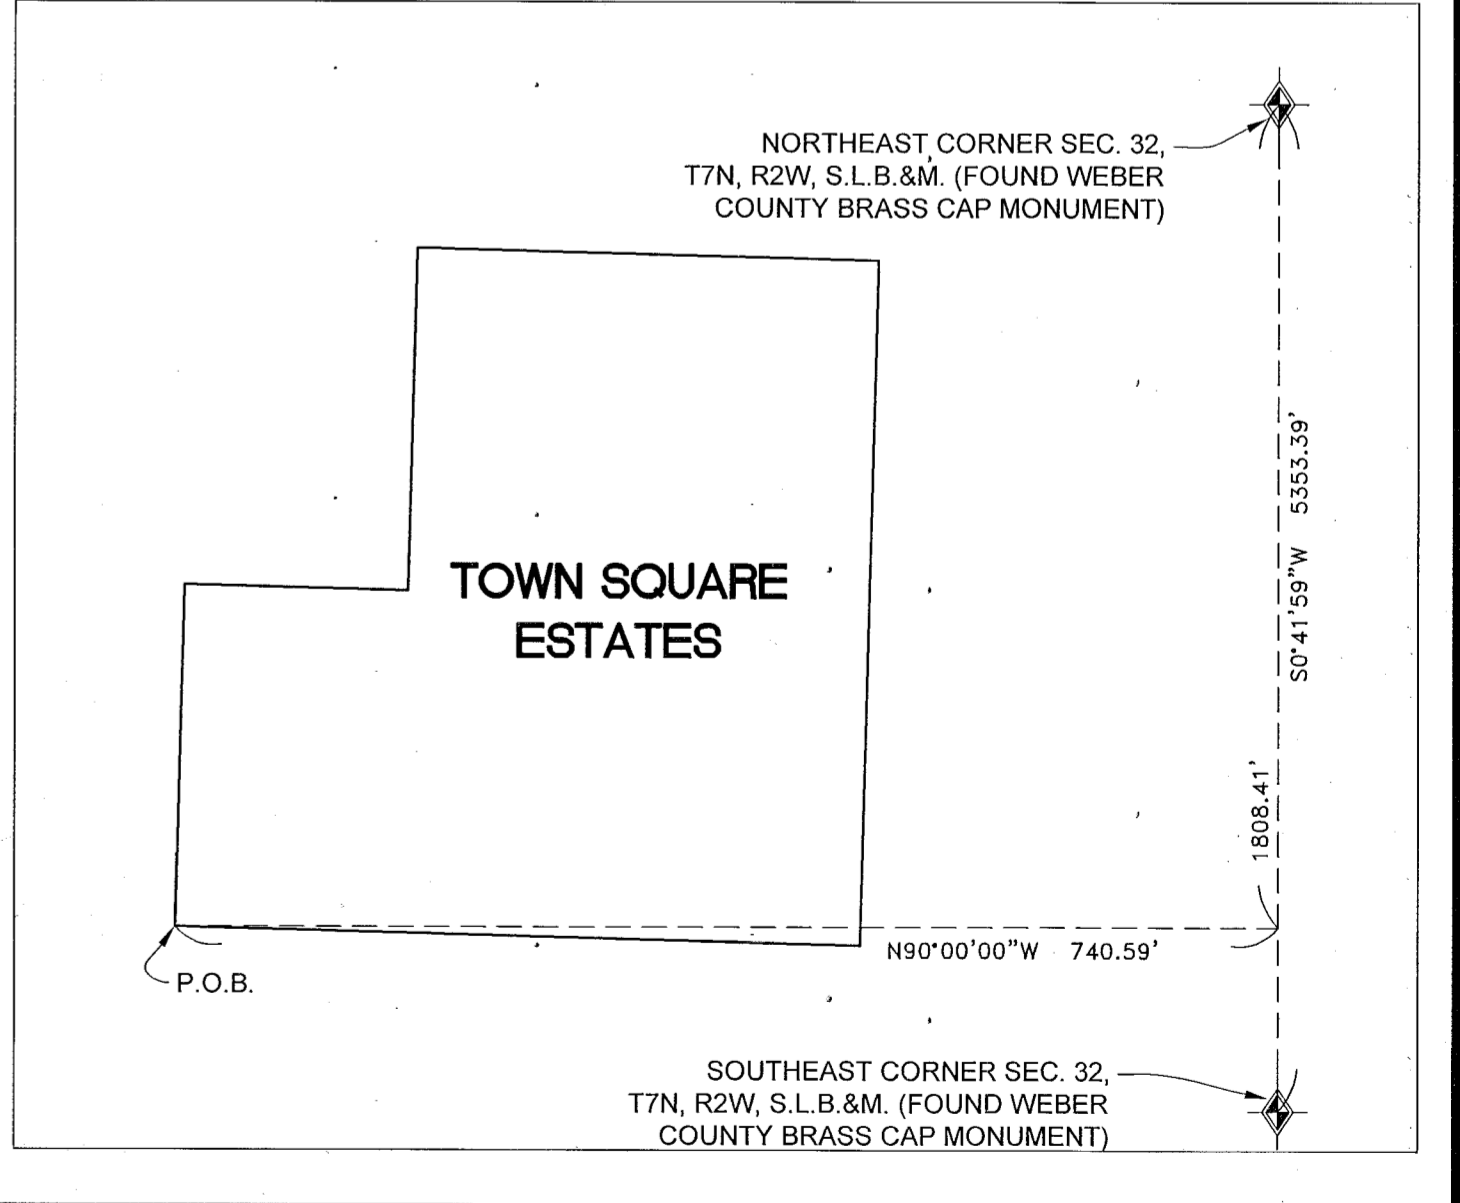 NORTHEAST CORNER SEC. 32,
T7N, R2W, S.L.B.&M. (FOUND WEBER
COUNTY BRASS CAP MONUMENT)
S0°41'59"W 5353.39'
TOWN SQUARE
ESTATES
1808.41'
N90°00'00"W 740.59'
P.O.B.
SOUTHEAST CORNER SEC. 32,
T7N, R2W, S.L.B.&M. (FOUND WEBER
COUNTY BRASS CAP MONUMENT)